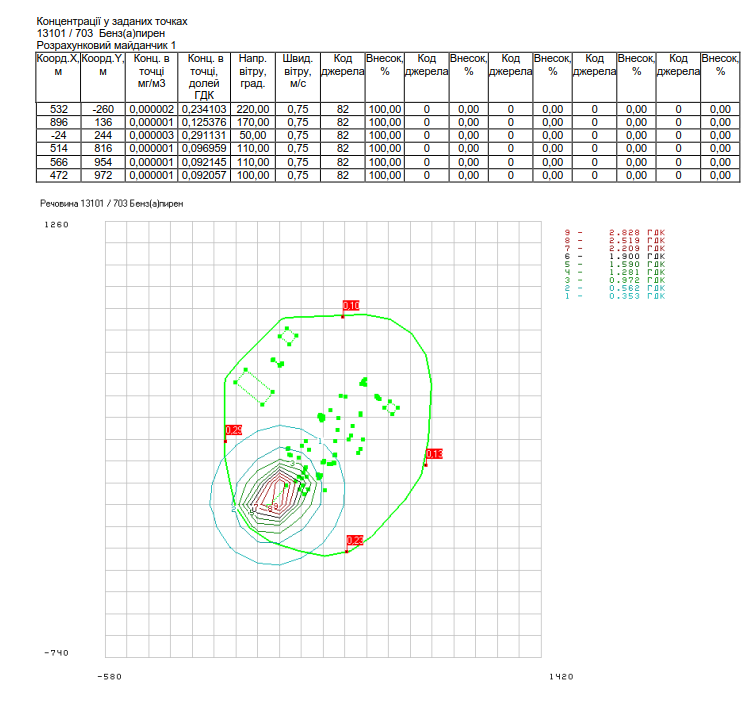 Концентрації у заданих точках
13101 / 703 Бенз(а)пирен
Розрахунковий майданчик 1
Коорд.X, м Коорд.Y, м Конц. в точці мг/м3 Конц. в точці, долей ГДК Напр. вітру, град. Швид. вітру, м/с Код джерела Внесок, % Код джерела Внесок, % Код джерела Внесок, % Код джерела Внесок, % Код джерела Внесок, %
532 -260 0,000002 0,234103 220,00 0,75 82 100,00 0 0,00 0 0,00 0 0,00 0 0,00
896 136 0,000001 0,125376 170,00 0,75 82 100,00 0 0,00 0 0,00 0 0,00 0 0,00
-24 244 0,000003 0,291131 50,00 0,75 82 100,00 0 0,00 0 0,00 0 0,00 0 0,00
514 816 0,000001 0,096959 110,00 0,75 82 100,00 0 0,00 0 0,00 0 0,00 0 0,00
566 954 0,000001 0,092145 110,00 0,75 82 100,00 0 0,00 0 0,00 0 0,00 0 0,00
472 972 0,000001 0,092057 100,00 0,75 82 100,00 0 0,00 0 0,00 0 0,00 0 0,00
Речовина 13101 / 703 Бенз(а)пирен
1260
9 - 2.828 ГДК
8 - 2.519 ГДК
7 - 2.209 ГДК
6 - 1.900 ГДК
5 - 1.590 ГДК
4 - 1.281 ГДК
3 - 0.972 ГДК
2 - 0.562 ГДК
1 - 0.353 ГДК
0,10
0,29
1
0,13
2
0,23
-740
-580 1420